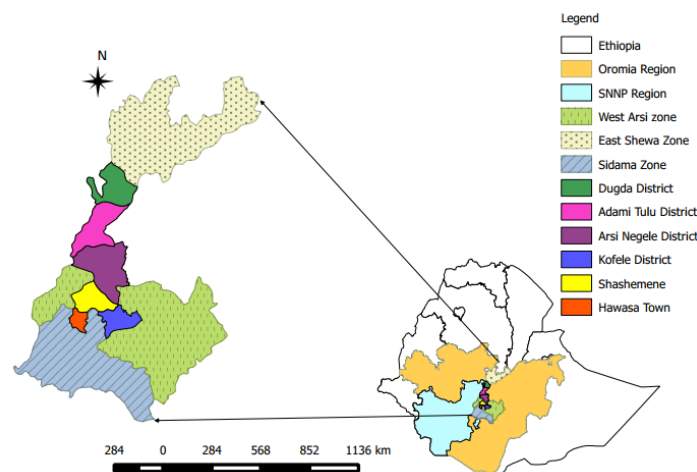 Legend
N
Ethiopia
Oromia Region
SNNP Region
West Arsi zone
East Shewa Zone
Sidama Zone
Dugda District
Adami Tulu District
Arsi Negele District
Kofele District
Shashemene
Hawasa Town
284 0 284 568 852 1136 km